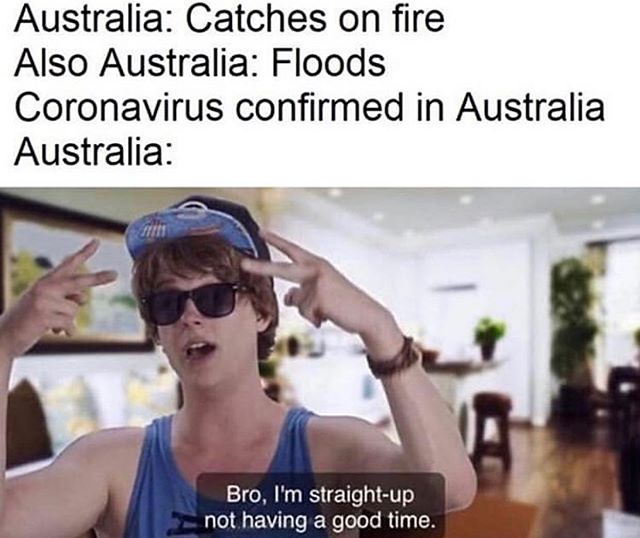 Australia: Catches on fire
Also Australia: Floods
Coronavirus confirmed in Australia
Australia:
Bro, I'm straight-up
not having a good time.